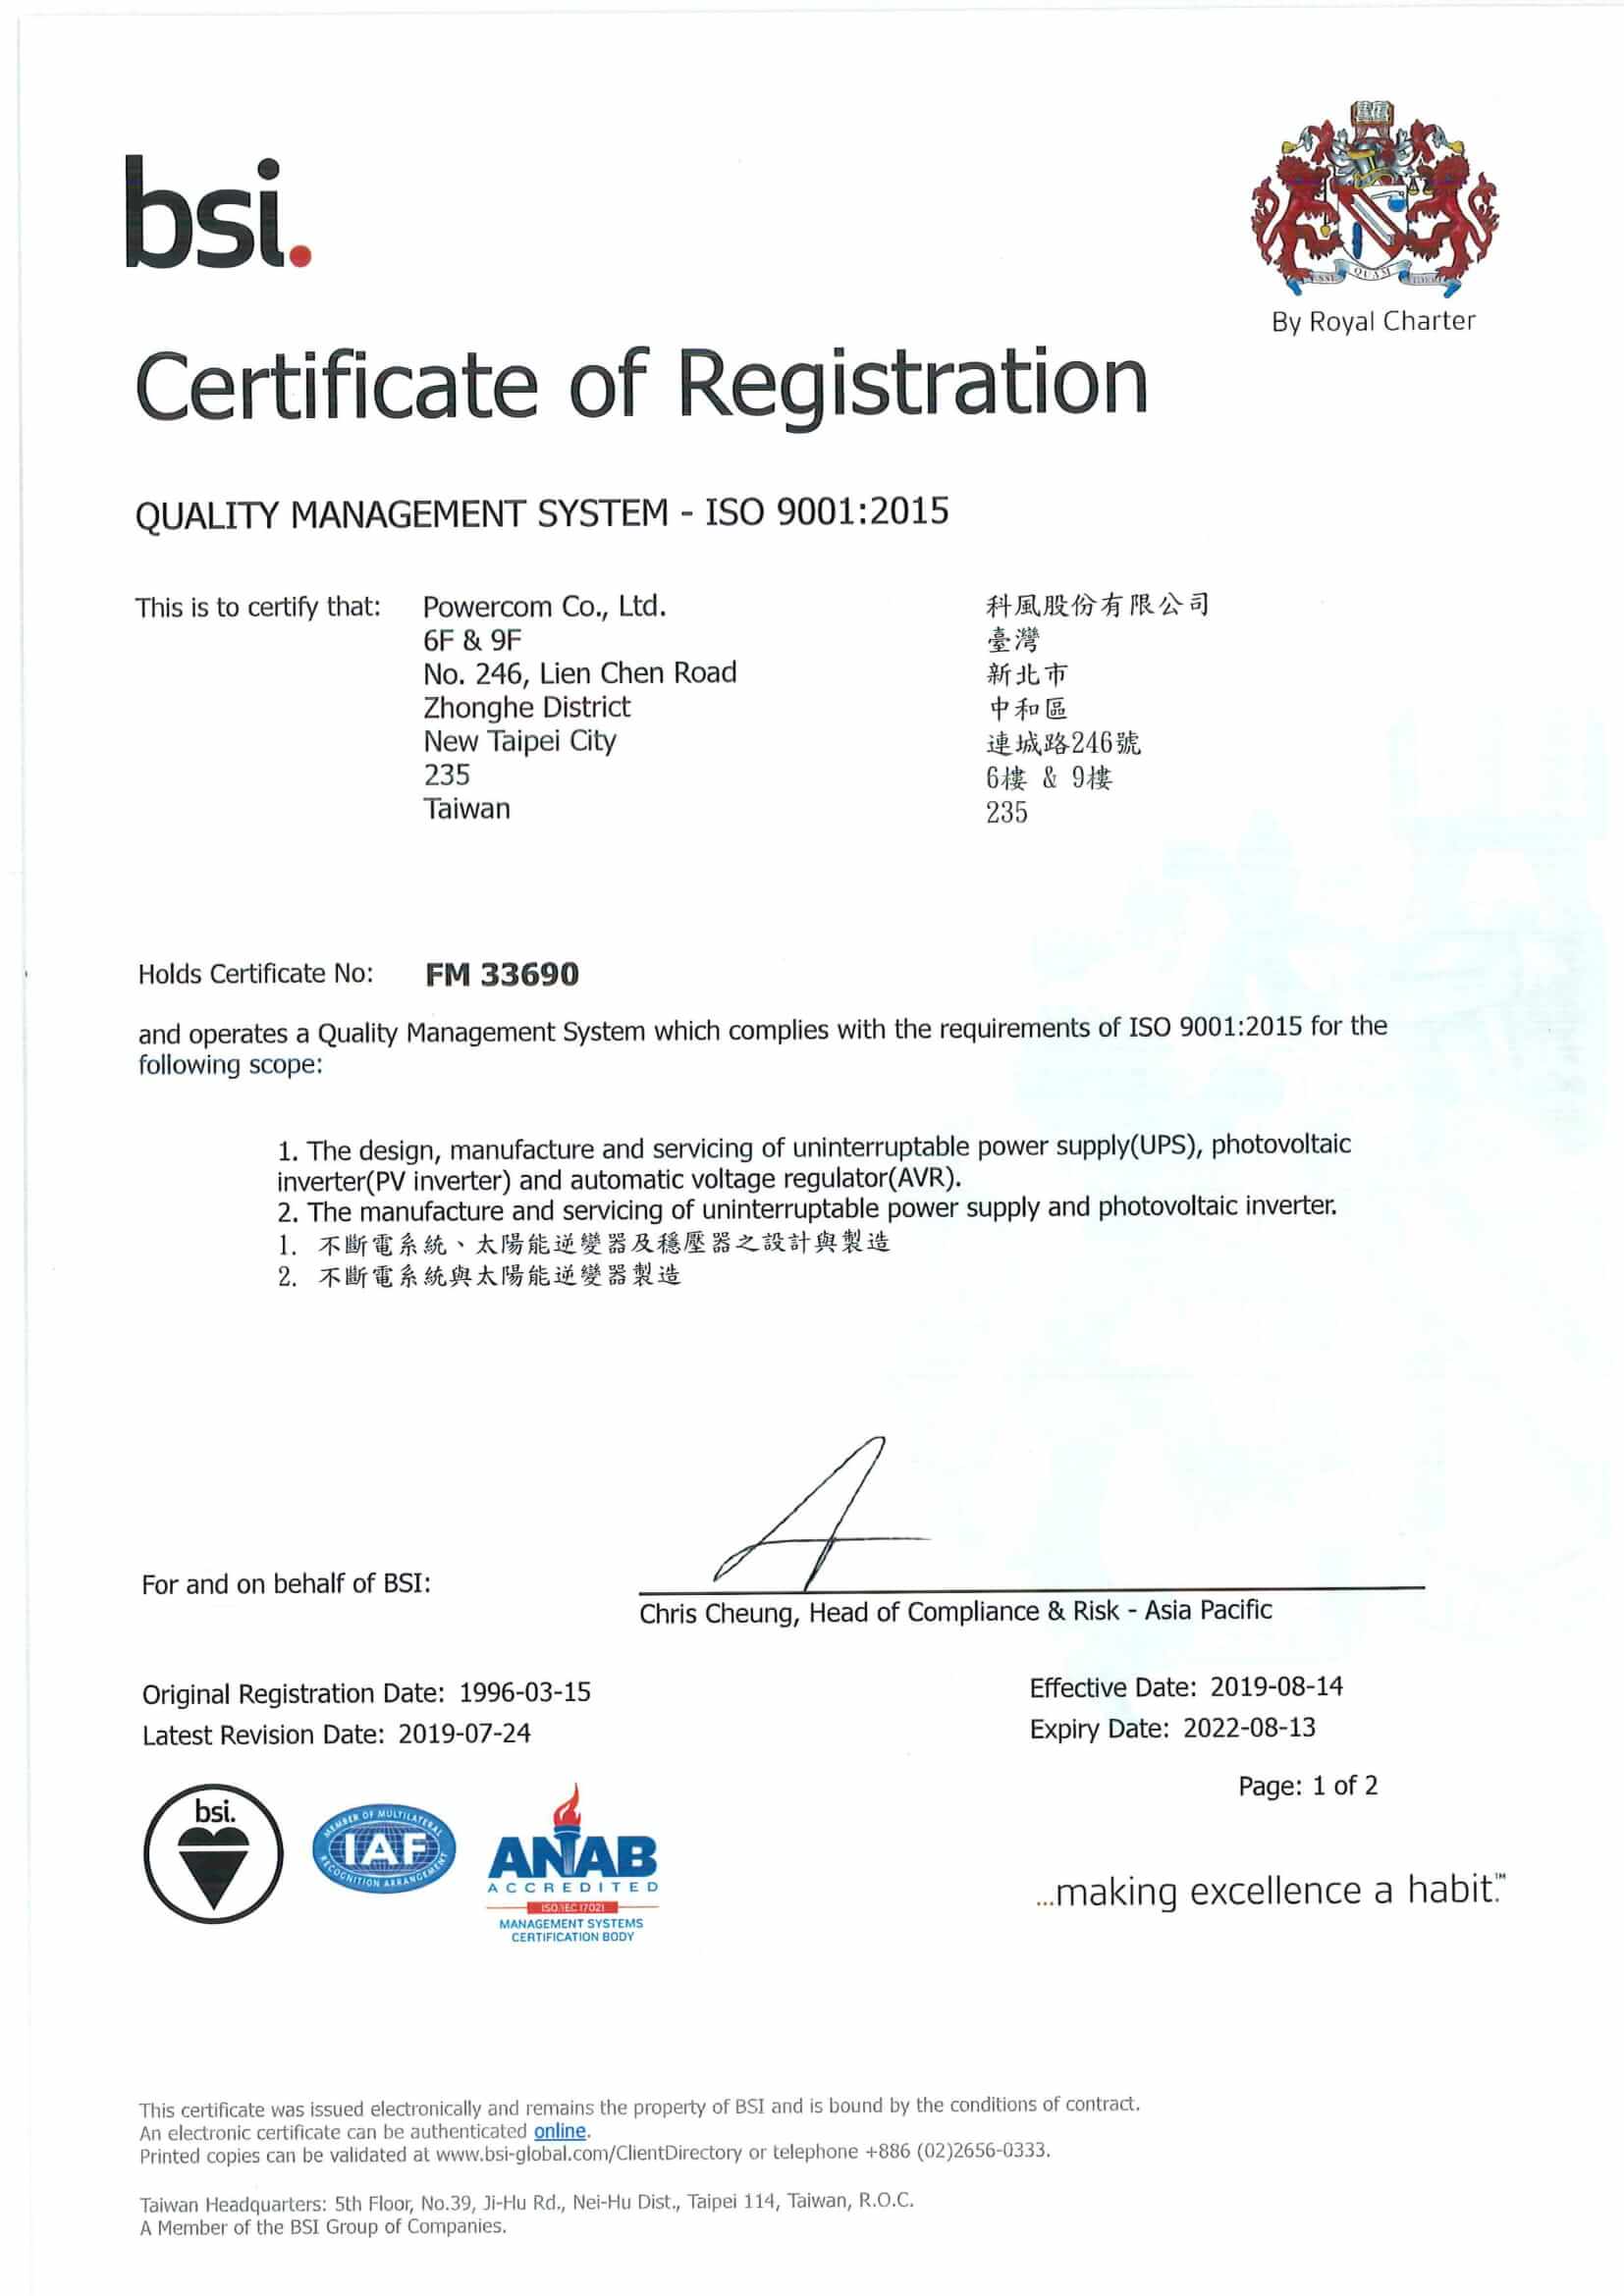 bsi.
By Royal Charter
Certificate of Registration
QUALITY MANAGEMENT SYSTEM - ISO 9001:2015
This is to certify that:
Powercom Co., Ltd.
6F & 9F
No. 246, Lien Chen Road
Zhonghe District
New Taipei City
235
Taiwan
科風股份有限公司
臺灣
新北市
中和區
連城路246號
6樓 & 9樓
235
Holds Certificate No: FM 33690
and operates a Quality Management System which complies with the requirements of ISO 9001:2015 for the
following scope:
1. The design, manufacture and servicing of uninterruptable power supply(UPS), photovoltaic
inverter(PV inverter) and automatic voltage regulator(AVR).
2. The manufacture and servicing of uninterruptable power supply and photovoltaic inverter.
1. 不斷電系統、太陽能逆變器及穩壓器之設計與製造
2. 不斷電系統與太陽能逆變器製造
For and on behalf of BSI:
Chris Cheung, Head of Compliance & Risk - Asia Pacific
Original Registration Date: 1996-03-15
Latest Revision Date: 2019-07-24
Effective Date: 2019-08-14
Expiry Date: 2022-08-13
Page: 1 of 2
bsi.
MEMBER OF MULTILATERAL
IAF
RECOGNITION ARRANGEMENT
ANAB
ACCREDITED
ISO/IEC 17021
MANAGEMENT SYSTEMS
CERTIFICATION BODY
...making excellence a habit.™
This certificate was issued electronically and remains the property of BSI and is bound by the conditions of contract.
An electronic certificate can be authenticated online.
Printed copies can be validated at www.bsi-global.com/ClientDirectory or telephone +886 (02)2656-0333.
Taiwan Headquarters: 5th Floor, No.39, Ji-Hu Rd., Nei-Hu Dist., Taipei 114, Taiwan, R.O.C.
A Member of the BSI Group of Companies.